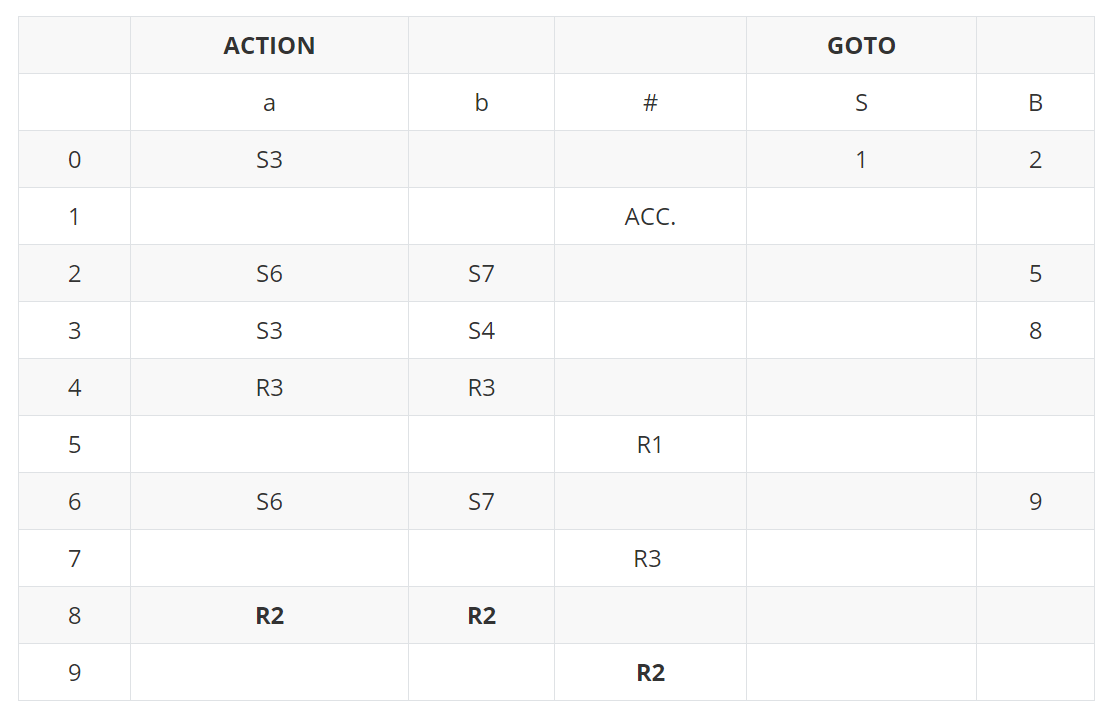 ACTION GOTO
a b # S B
0 S3 1 2
1 ACC.
2 S6 S7 5
3 S3 S4 8
4 R3 R3
5 R1
6 S6 S7 9
7 R3
8 R2 R2
9 R2